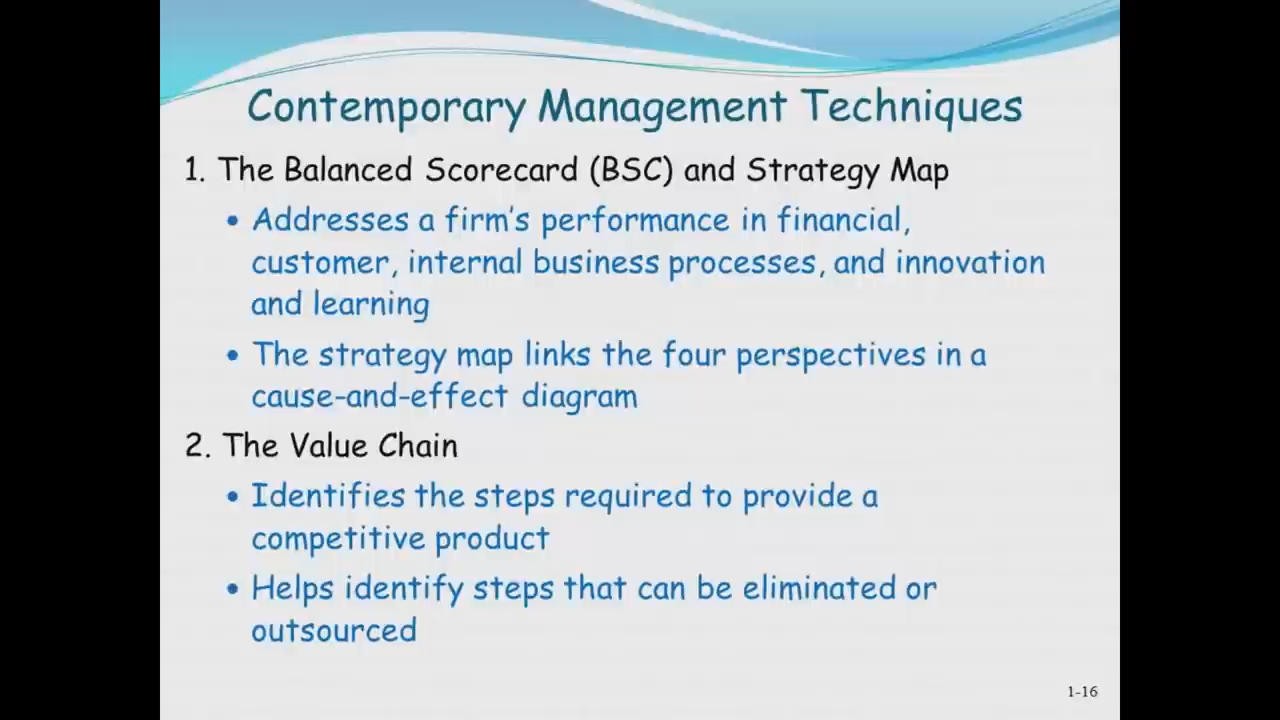 Contemporary Management Techniques
1. The Balanced Scorecard (BSC) and Strategy Map
• Addresses a firm's performance in financial,
customer, internal business processes, and innovation
and learning
• The strategy map links the four perspectives in a
cause-and-effect diagram
2. The Value Chain
• Identifies the steps required to provide a
competitive product
• Helps identify steps that can be eliminated or
outsourced
1-16